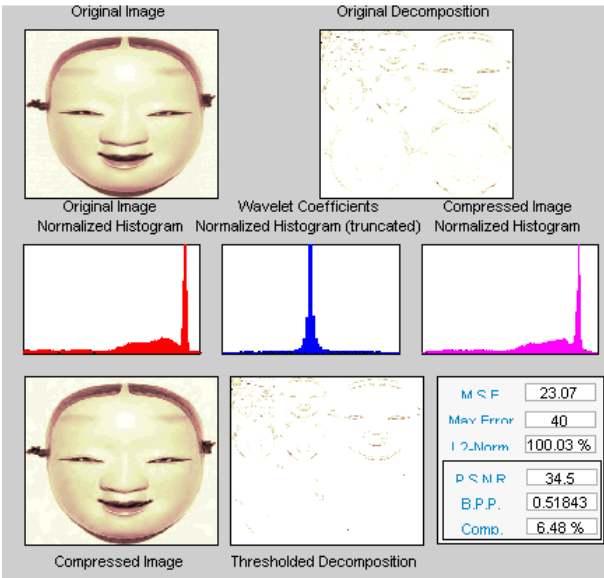 Original Image
Original Decomposition
Original Image
Normalized Histogram
Wavelet Coefficients
Normalized Histogram (truncated)
Compressed Image
Normalized Histogram
M.S.E. 23.07
Max Error 40
L2-Norm 100.03 %
P.S.N.R. 34.5
B.P.P. 0.51843
Comp. 6.48 %
Compressed Image
Thresholded Decomposition